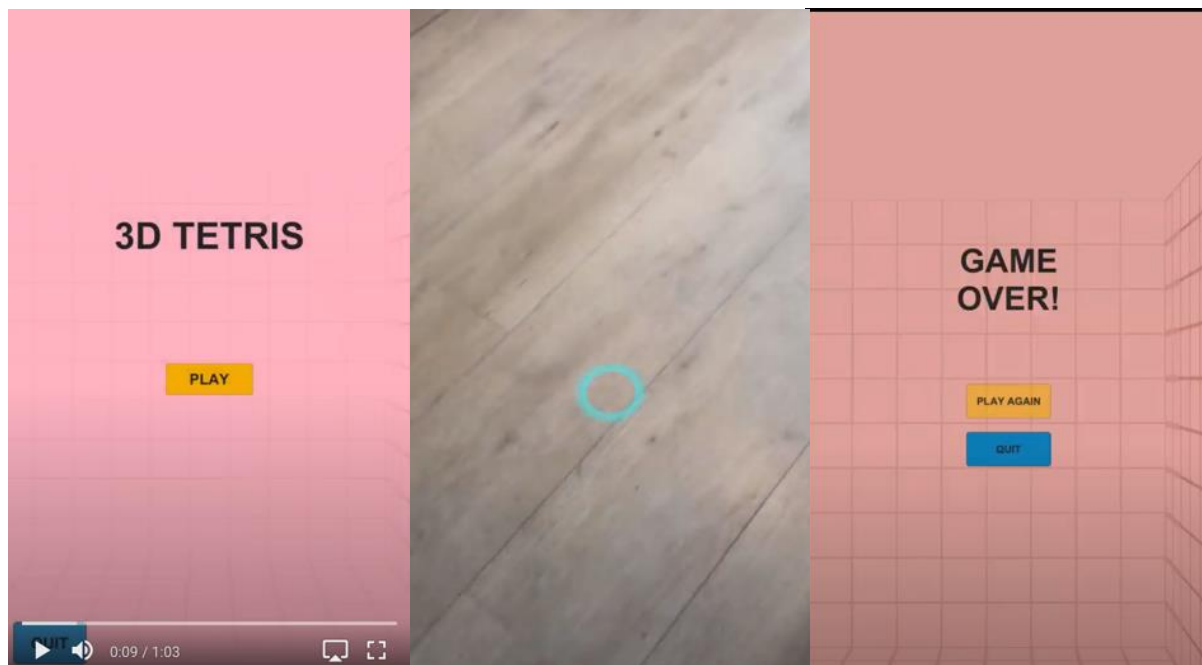 3D TETRIS
PLAY
QUIT
0:09 / 1:03
GAME
OVER!
PLAY AGAIN
QUIT